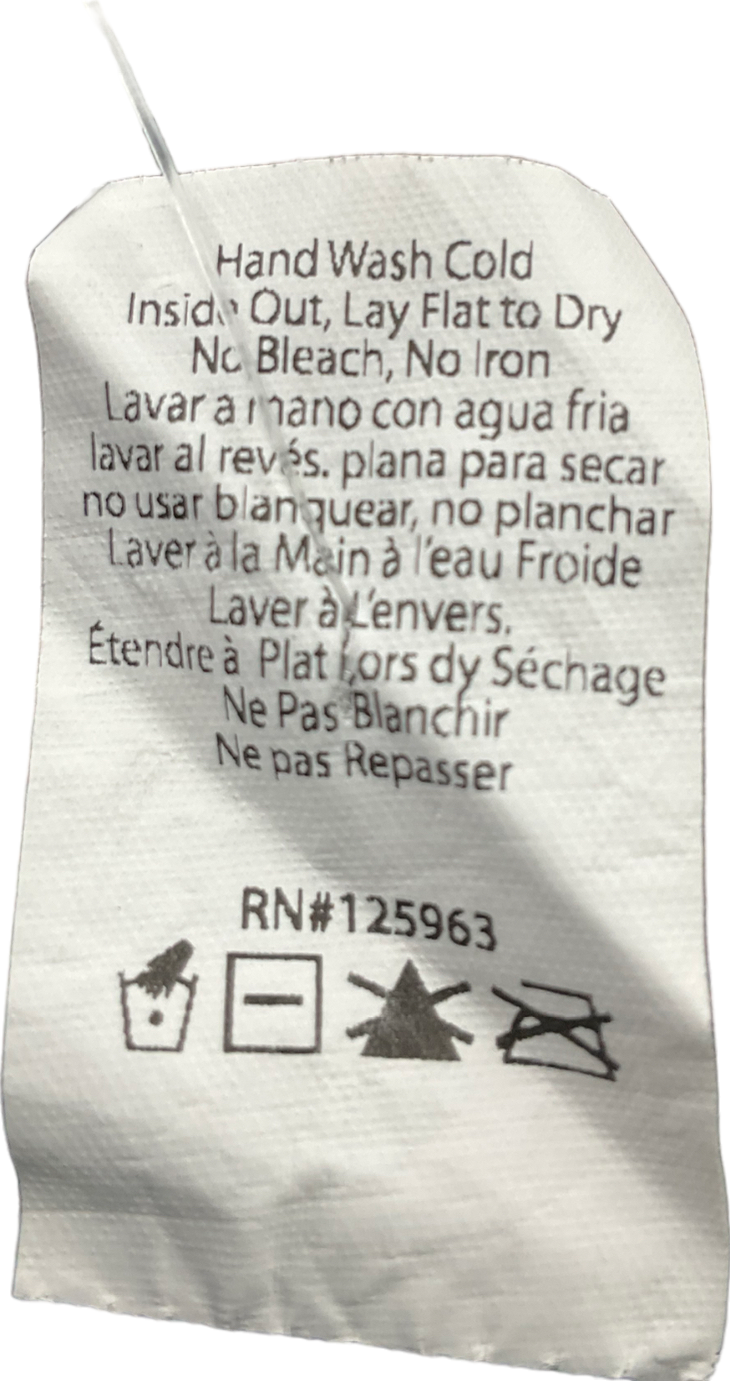 Hand Wash Cold
Inside Out, Lay Flat to Dry
No Bleach, No Iron
Lavar a mano con agua fria
lavar al revés. plana para secar
no usar blanquear, no planchar
Laver à la Main à l'eau Froide
Laver à L'envers.
Étendre à Plat Lors dy Séchage
Ne Pas Blanchir
Ne pas Repasser
RN#125963